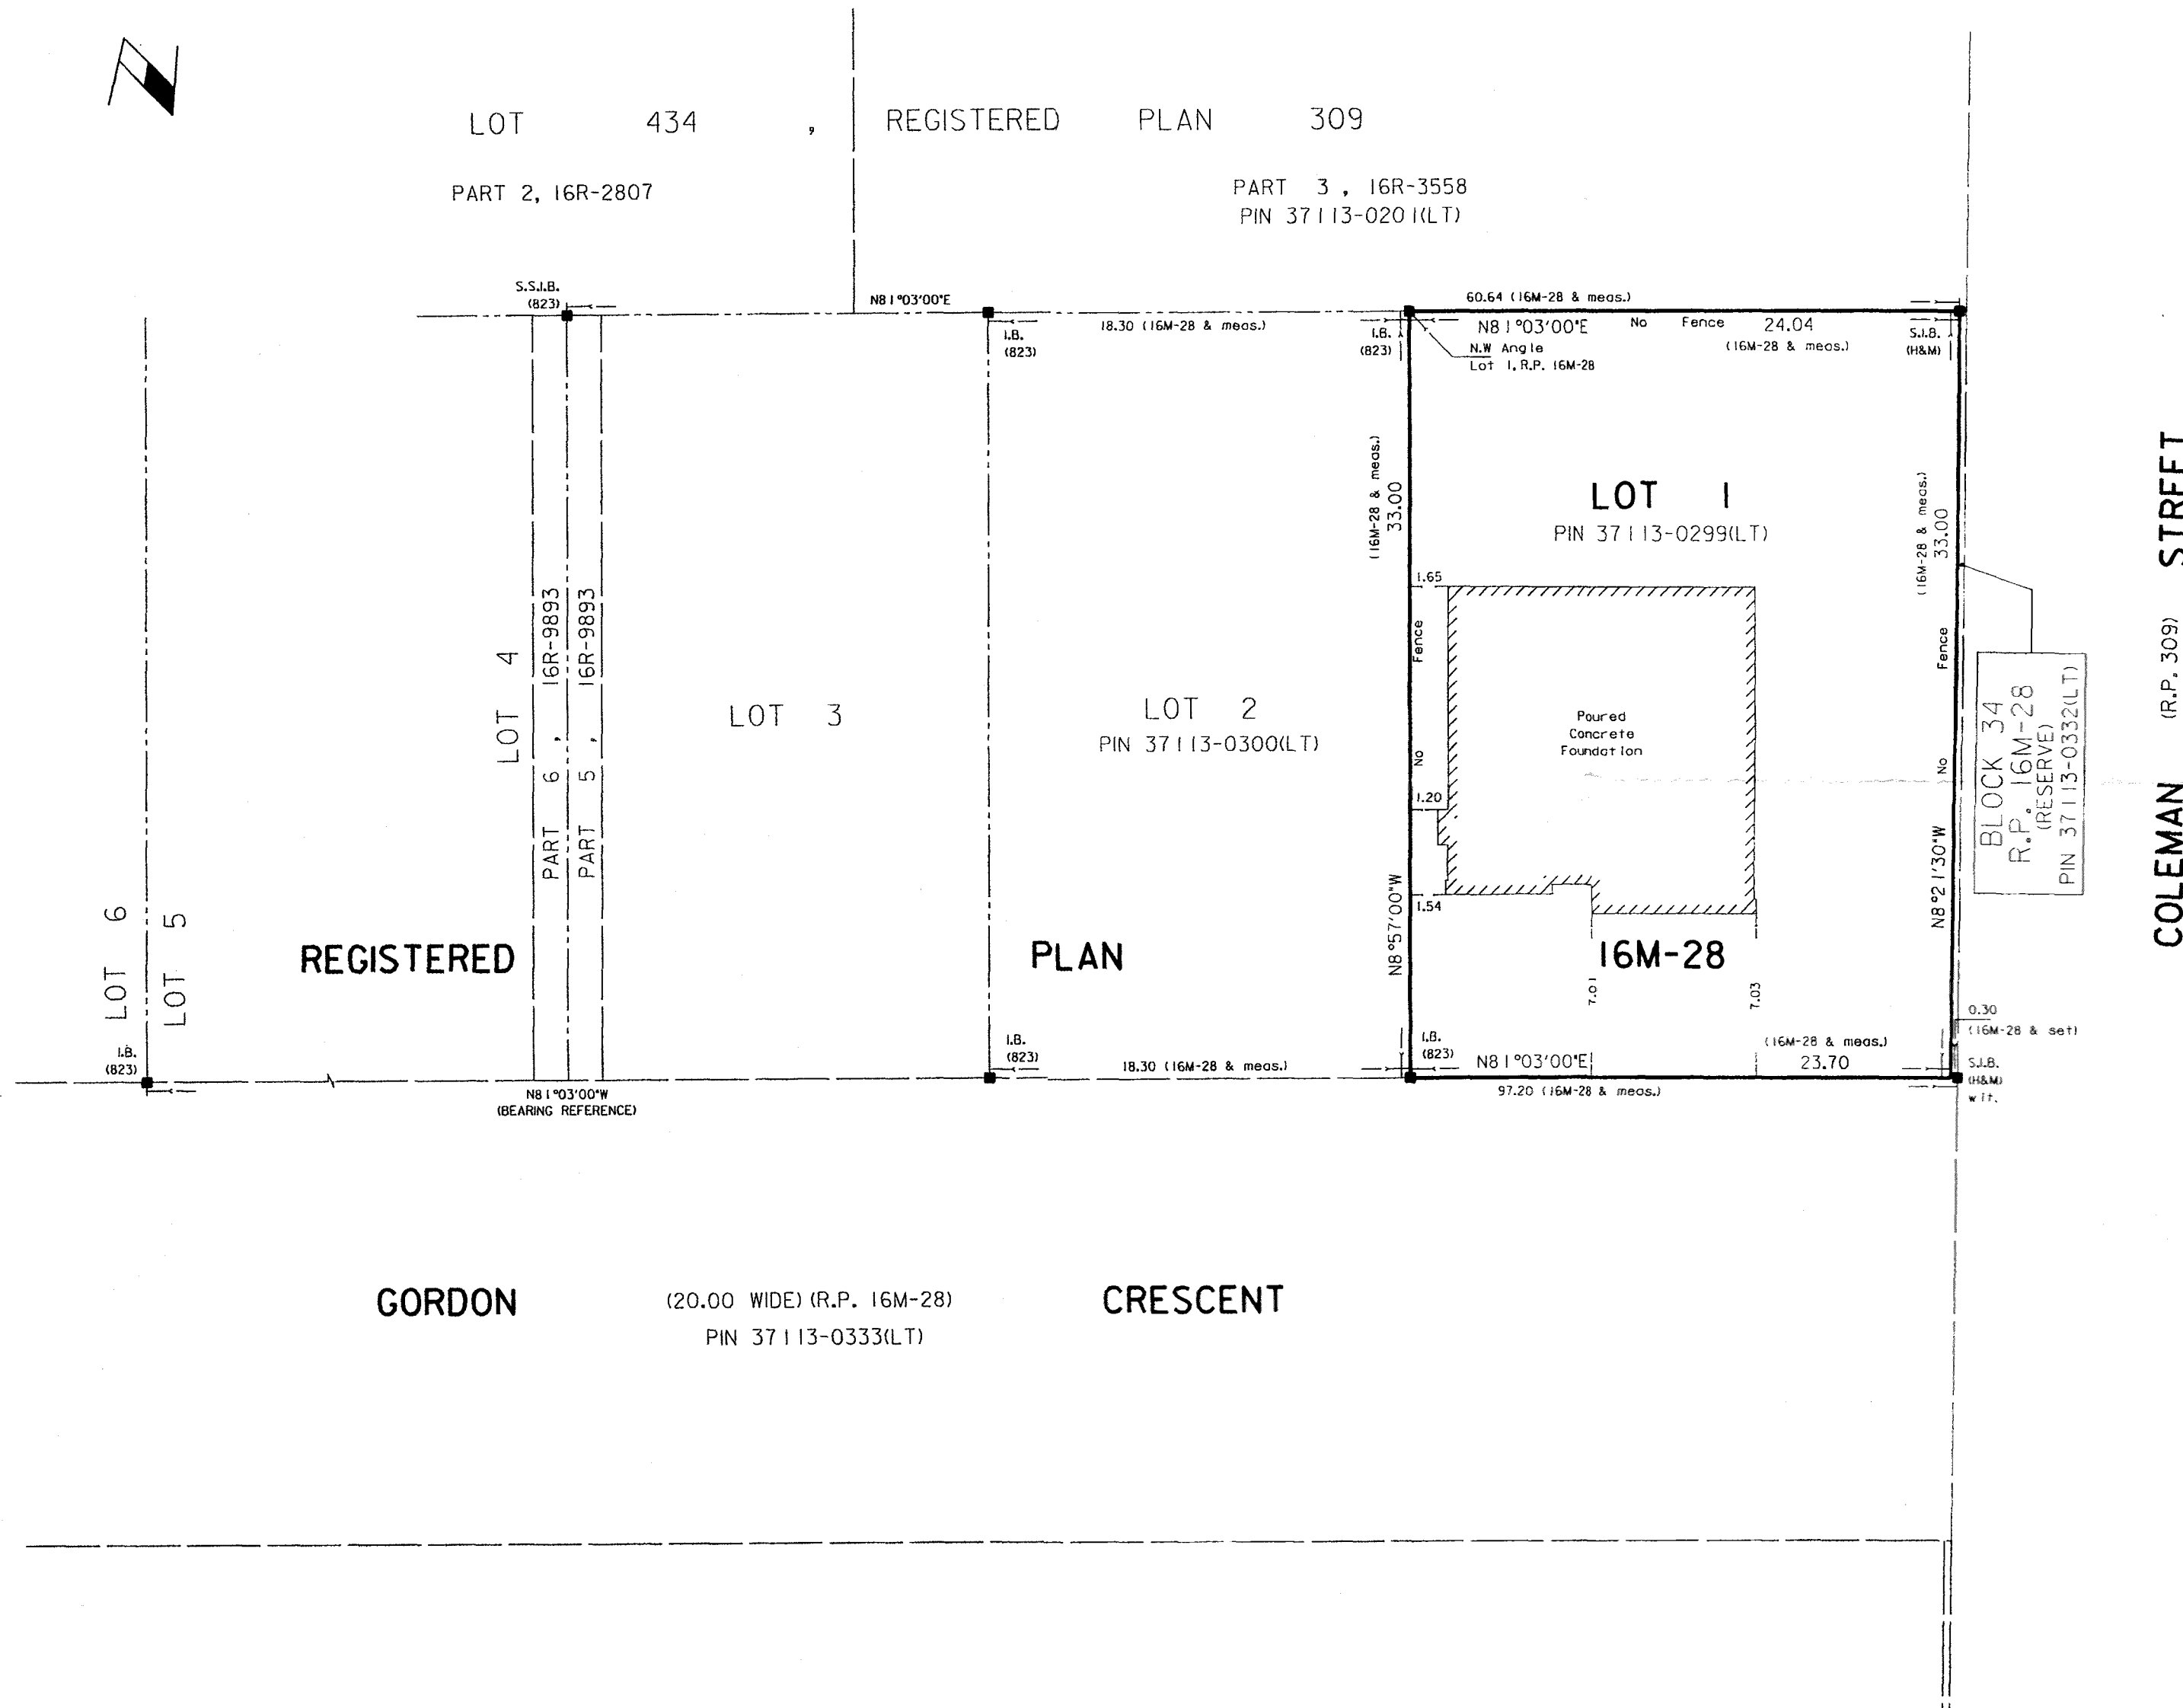 LOT 434 , REGISTERED PLAN 309
PART 2, 16R-2807
PART 3 , 16R-3558
PIN 37113-0201(LT)
S.S.I.B.
(823)
N81°03'00"E
60.64 (16M-28 & meas.)
18.30 (16M-28 & meas.)
I.B.
(823)
I.B.
(823)
N81°03'00"E No Fence 24.04
(16M-28 & meas.)
N.W Angle
Lot 1, R.P. 16M-28
S.I.B.
(H&M)
(16M-28 & meas.)
33.00
LOT 1
PIN 37113-0299(LT)
(16M-28 & meas.)
33.00
1.65
No Fence
1.20
1.54
N8°57'00"W
Poured
Concrete
Foundation
No Fence
N8°21'30"W
BLOCK 34
R.P. 16M-28
(RESERVE)
PIN 37113-0332(LT)
COLEMAN (R.P. 309) STREET
LOT 4
PART 6 , 16R-9893
PART 5 , 16R-9893
LOT 3
LOT 2
PIN 37113-0300(LT)
LOT 6
LOT 5
REGISTERED PLAN 16M-28
7.01
7.03
0.30
(16M-28 & set)
I.B.
(823)
I.B.
(823)
18.30 (16M-28 & meas.)
I.B.
(823)
N81°03'00"E
(16M-28 & meas.)
23.70
S.I.B.
(H&M)
wit.
N81°03'00"W
(BEARING REFERENCE)
97.20 (16M-28 & meas.)
GORDON (20.00 WIDE) (R.P. 16M-28) CRESCENT
PIN 37113-0333(LT)